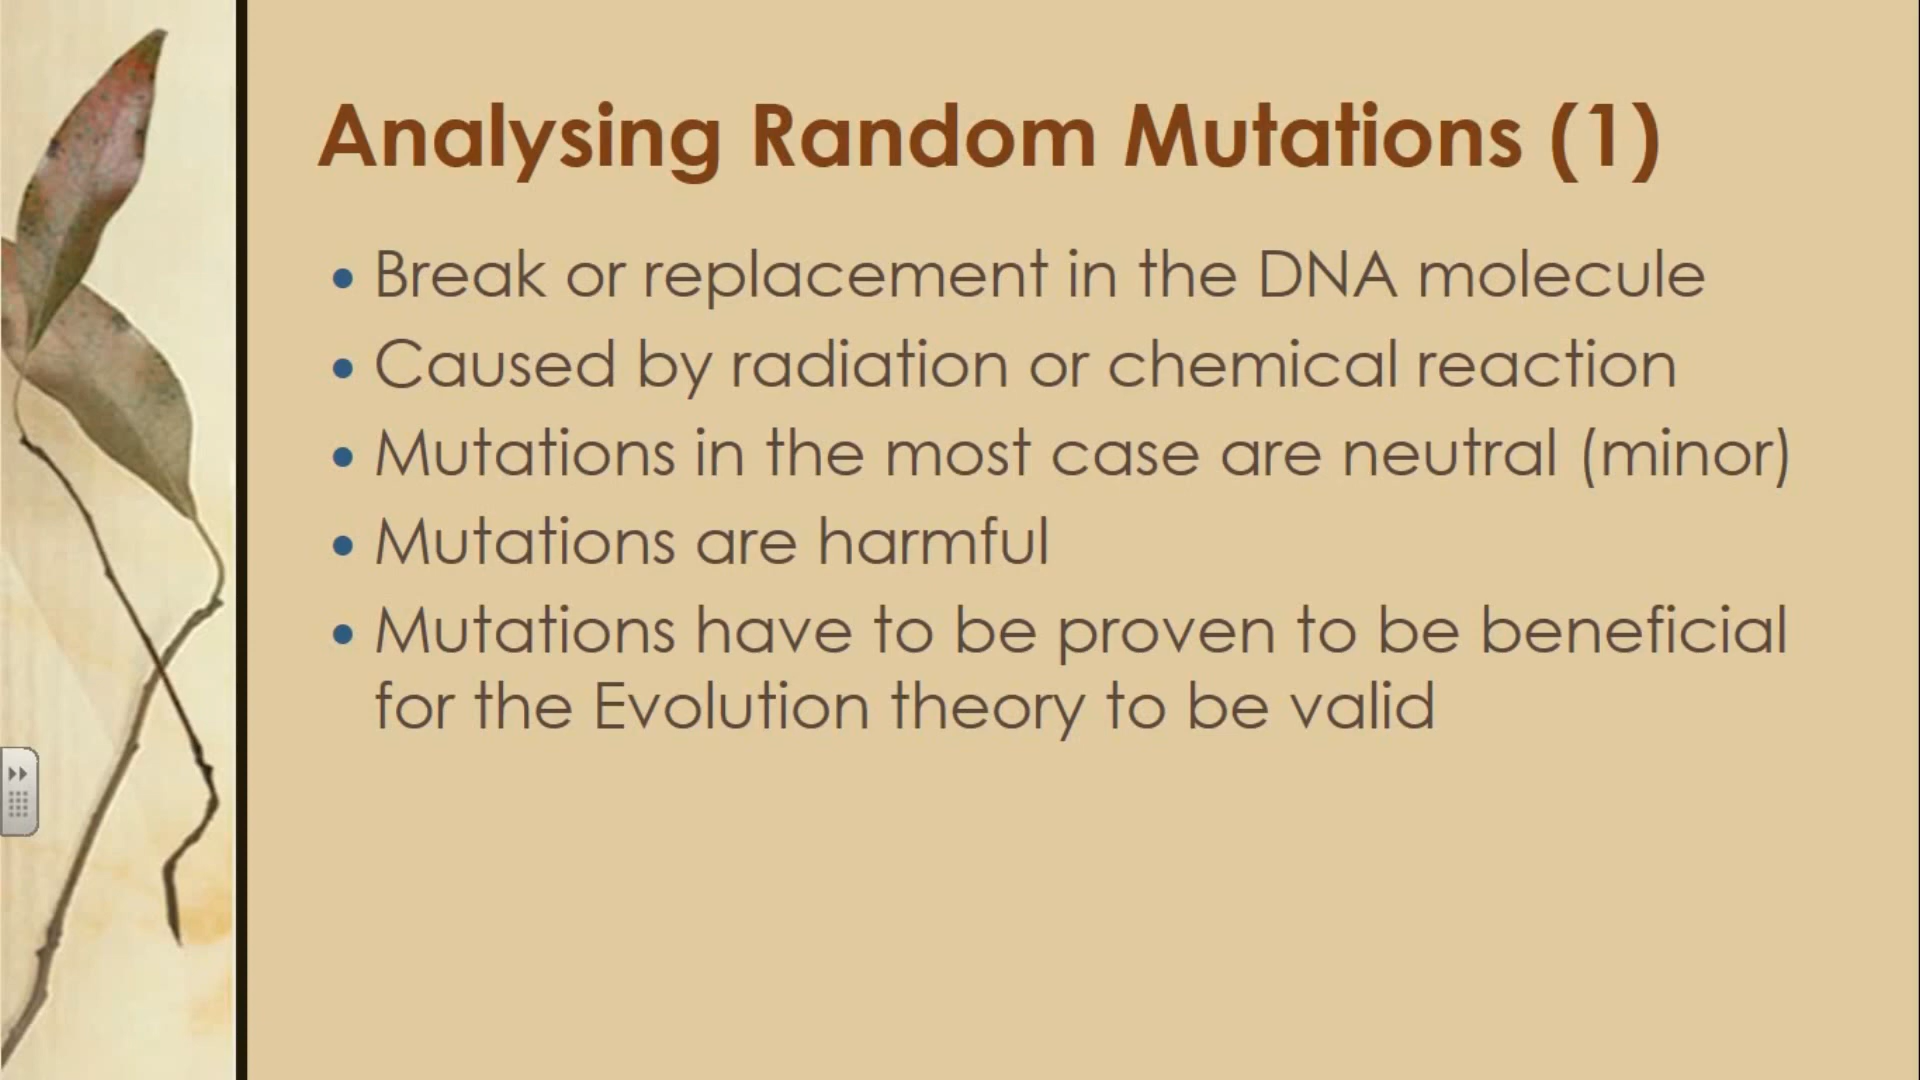 Analysing Random Mutations (1)
• Break or replacement in the DNA molecule
• Caused by radiation or chemical reaction
• Mutations in the most case are neutral (minor)
• Mutations are harmful
• Mutations have to be proven to be beneficial
for the Evolution theory to be valid